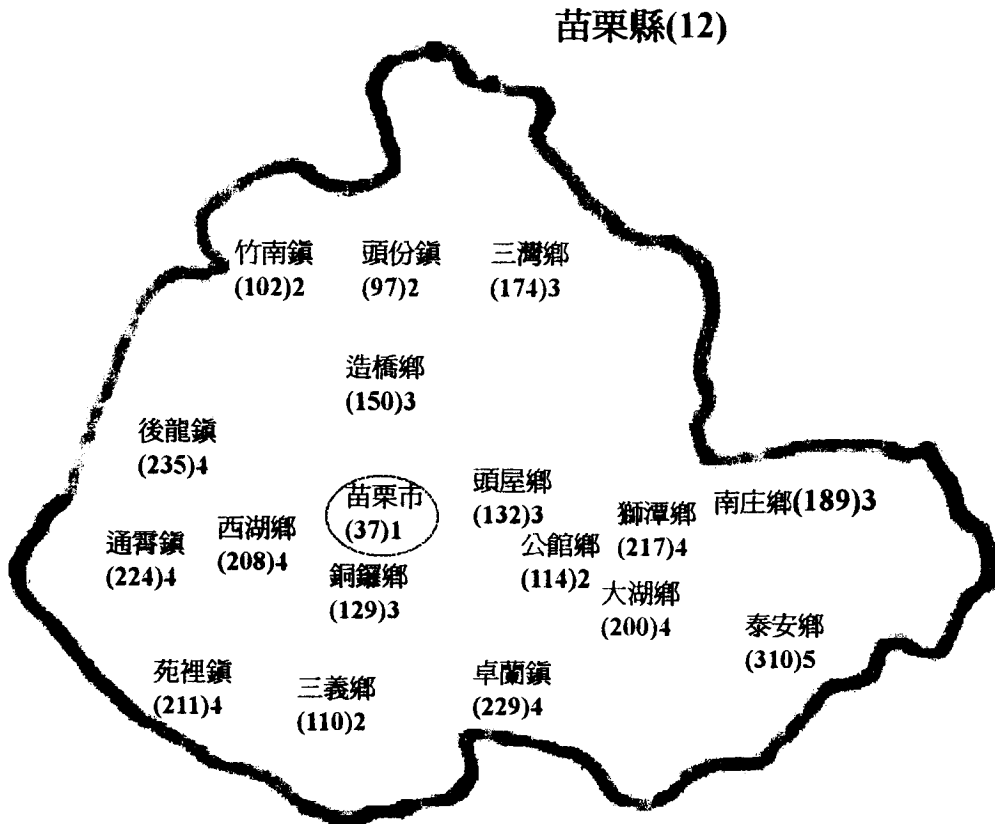 苗栗縣(12)
竹南鎮
(102)2
頭份鎮
(97)2
三灣鄉
(174)3
造橋鄉
(150)3
後龍鎮
(235)4
苗栗市
(37)1
頭屋鄉
(132)3
獅潭鄉
(217)4
南庄鄉(189)3
通霄鎮
(224)4
西湖鄉
(208)4
公館鄉
(114)2
銅鑼鄉
(129)3
大湖鄉
(200)4
泰安鄉
(310)5
苑裡鎮
(211)4
三義鄉
(110)2
卓蘭鎮
(229)4